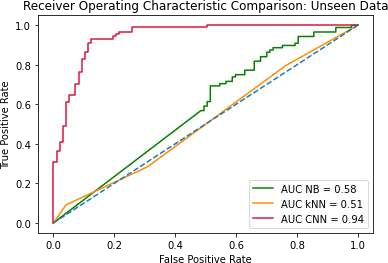 Receiver Operating Characteristic Comparison: Unseen Data
1.0
0.8
0.6
0.4
0.2
0.0
True Positive Rate
AUC NB = 0.58
AUC kNN = 0.51
AUC CNN = 0.94
0.0 0.2 0.4 0.6 0.8 1.0
False Positive Rate